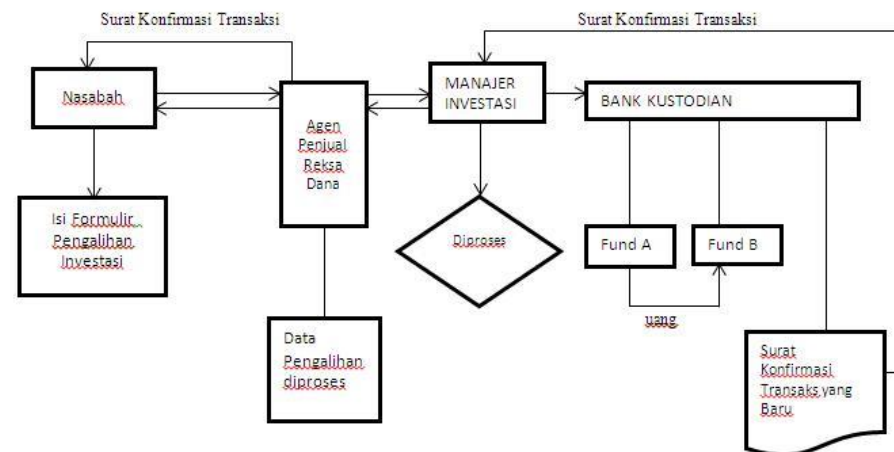 Surat Konfirmasi Transaksi
Surat Konfirmasi Transaksi
Nasabah
Agen
Penjual
Reksa
Dana
MANAJER
INVESTASI
BANK KUSTODIAN
Isi Formulir
Pengalihan
Investasi
Diproses
Fund A
Fund B
uang
Data
Pengalihan
diproses
Surat
Konfirmasi
Transaks yang
Baru